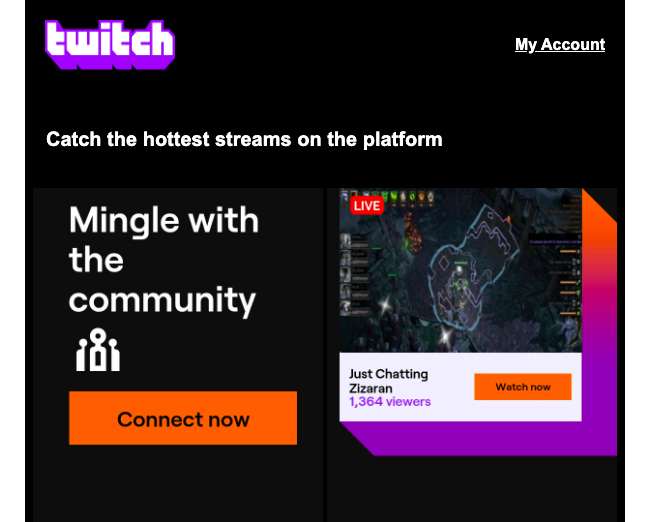 twitch
My Account
Catch the hottest streams on the platform
Mingle with
the
community
Connect now
LIVE
Just Chatting
Zizaran
1,364 viewers
Watch now